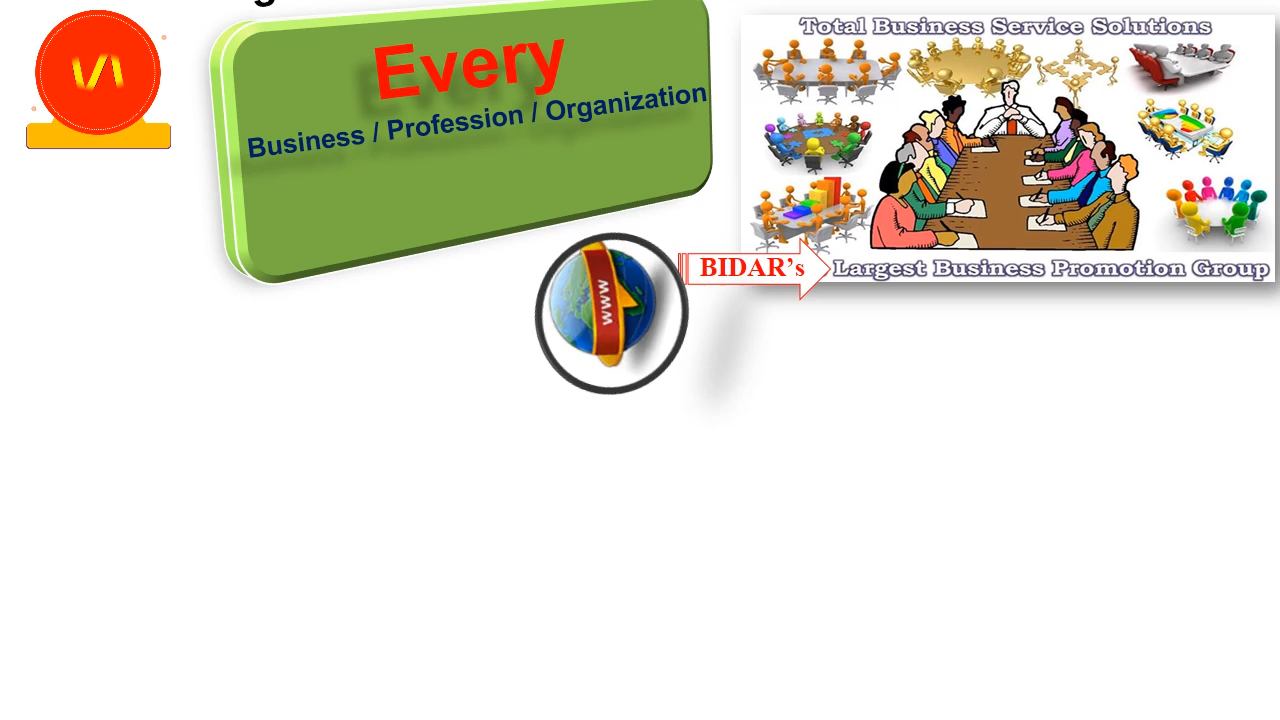 Every
Business / Profession / Organization
Total Business Service Solutions
BIDAR's
Largest Business Promotion Group
www